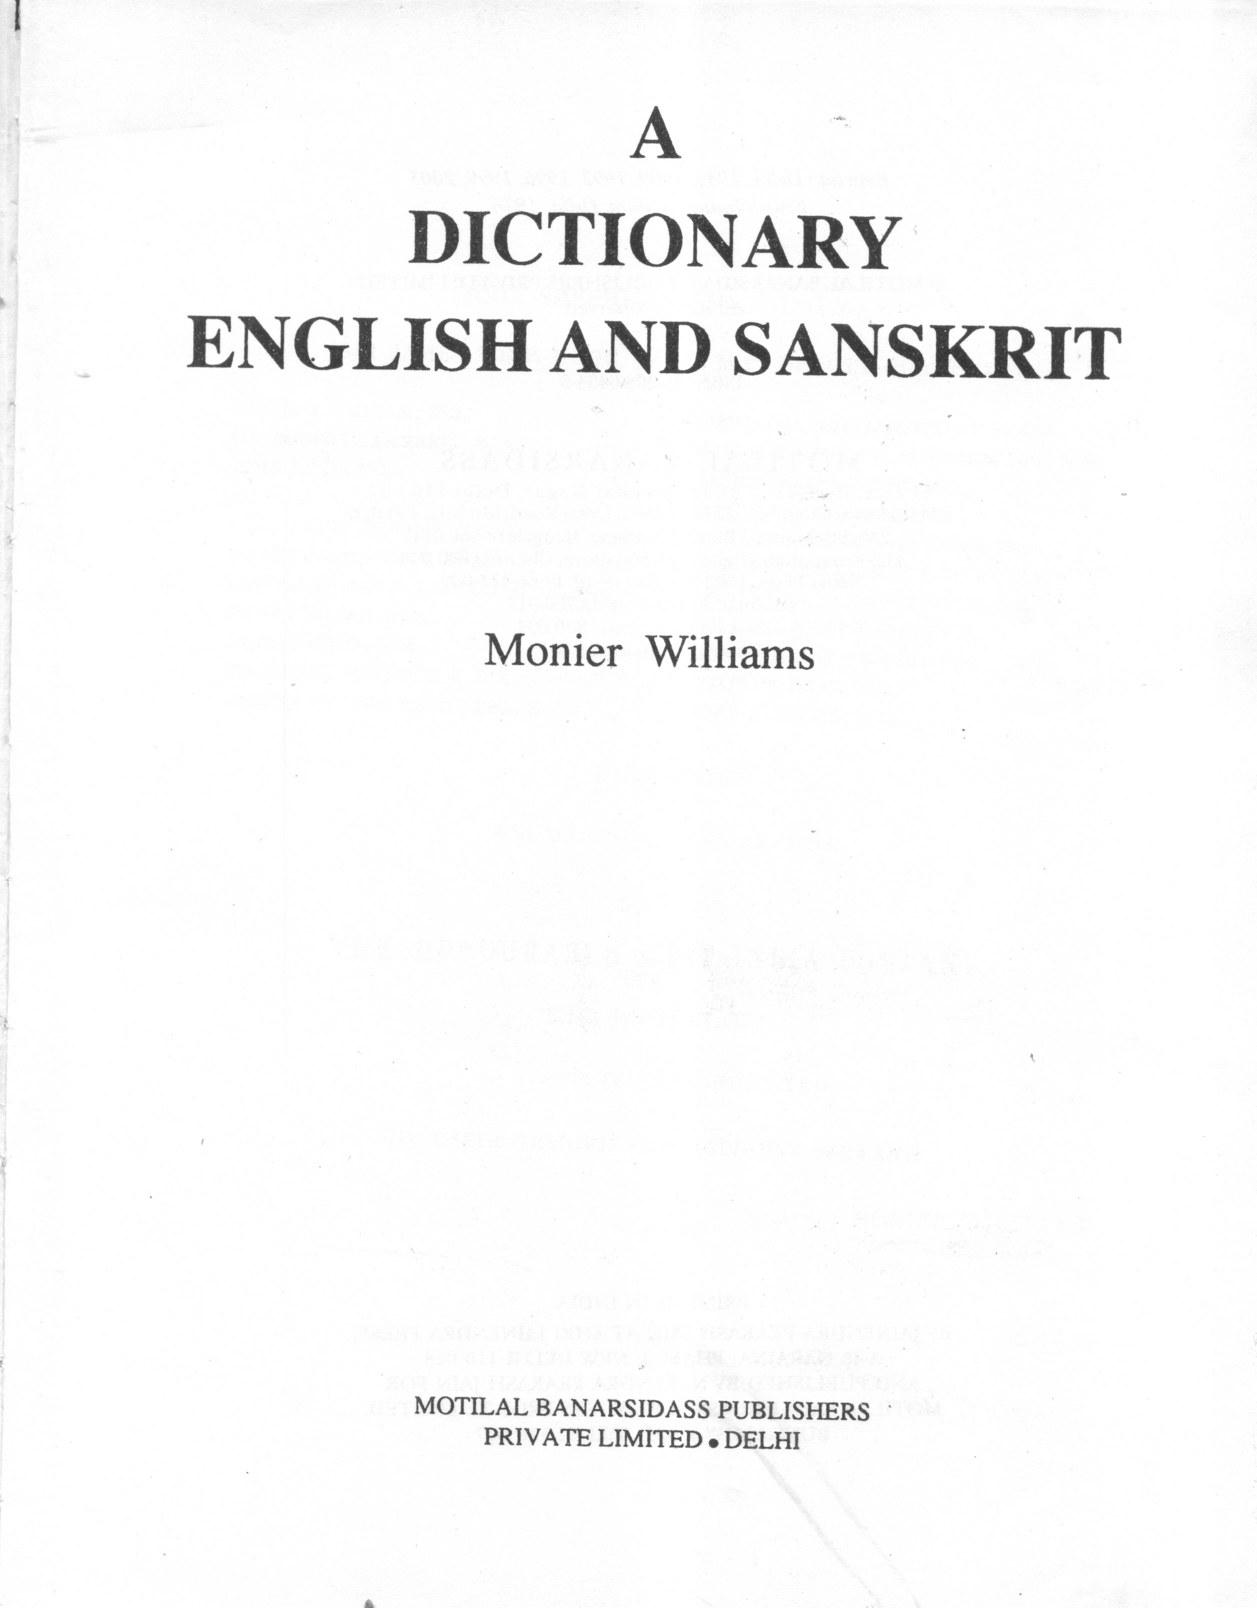 A
DICTIONARY
ENGLISH AND SANSKRIT
Monier Williams
MOTILAL BANARSIDASS PUBLISHERS
PRIVATE LIMITED • DELHI